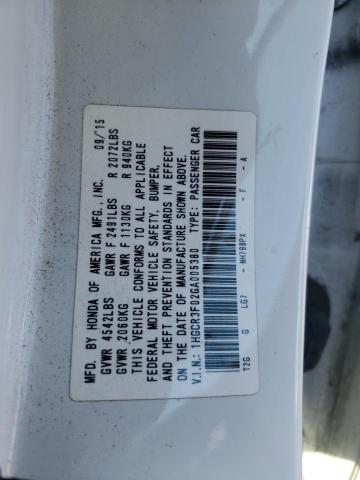 MFD. BY HONDA OF AMERICA MFG., INC. 09/15
GVWR 4542LBS GAWR F 2491LBS R 2072LBS
GVWR 2060KG GAWR F 1130KG R 940KG
THIS VEHICLE CONFORMS TO ALL APPLICABLE
FEDERAL MOTOR VEHICLE SAFETY, BUMPER,
AND THEFT PREVENTION STANDARDS IN EFFECT
ON THE DATE OF MANUFACTURE SHOWN ABOVE.
V.I.N.: 1HGCR3F02GA005380 TYPE: PASSENGER CAR
T2G G LG7 - NH788PX - F - A